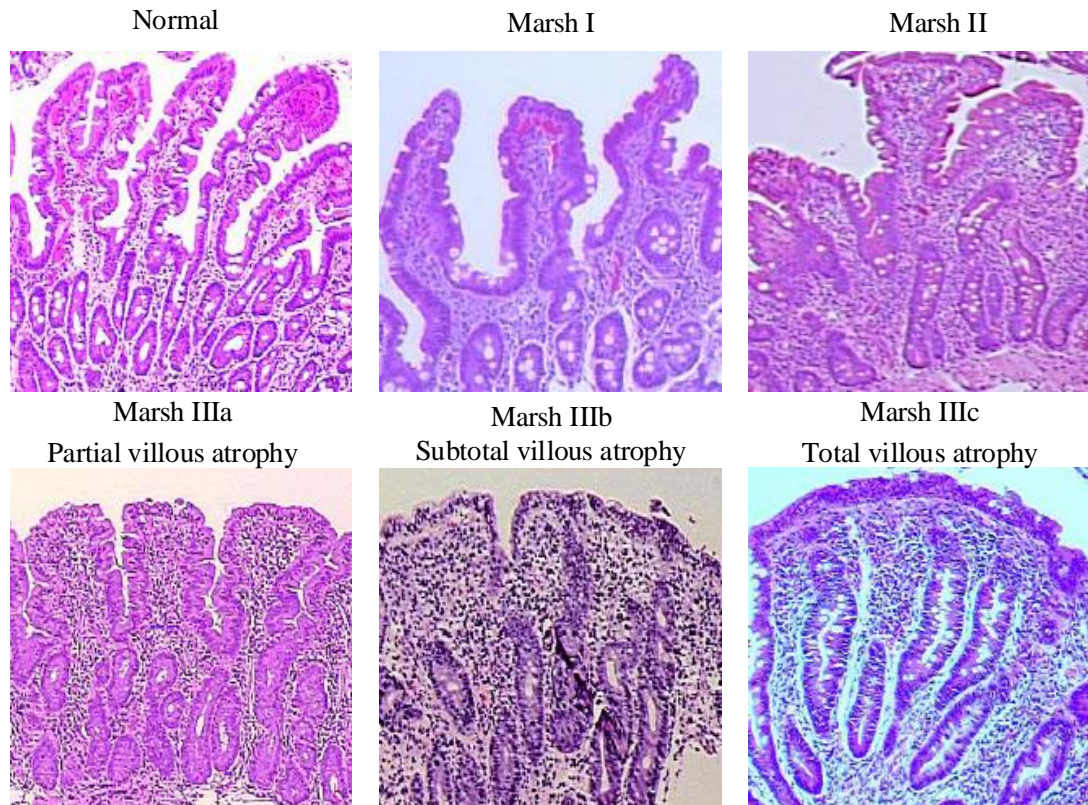 Normal
Marsh I
Marsh II
Marsh IIIa
Partial villous atrophy
Marsh IIIb
Subtotal villous atrophy
Marsh IIIc
Total villous atrophy